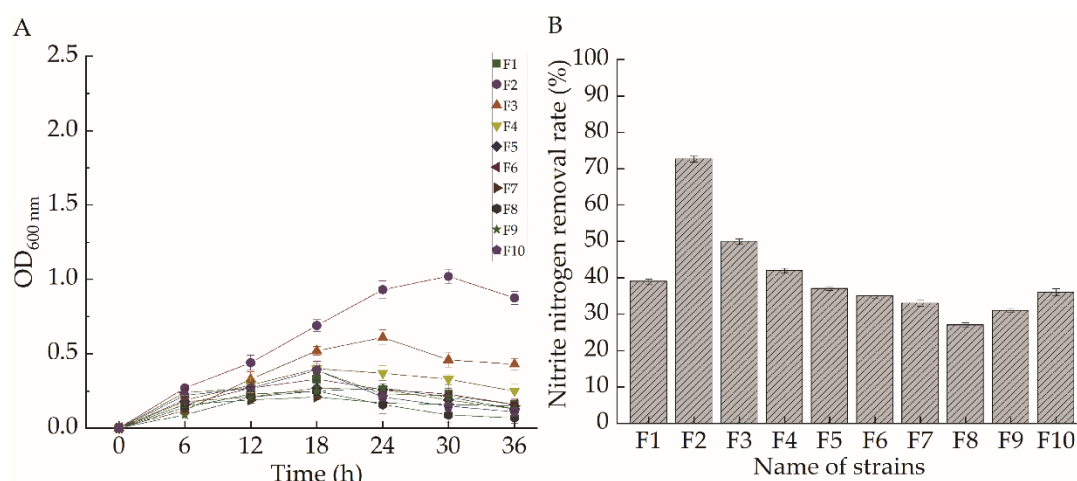 A
2.5
2.0
1.5
1.0
0.5
0.0
OD600 nm
0 6 12 18 24 30 36
Time (h)
F1
F2
F3
F4
F5
F6
F7
F8
F9
F10
B
100
90
80
70
60
50
40
30
20
10
0
Nitrite nitrogen removal rate (%)
F1 F2 F3 F4 F5 F6 F7 F8 F9 F10
Name of strains